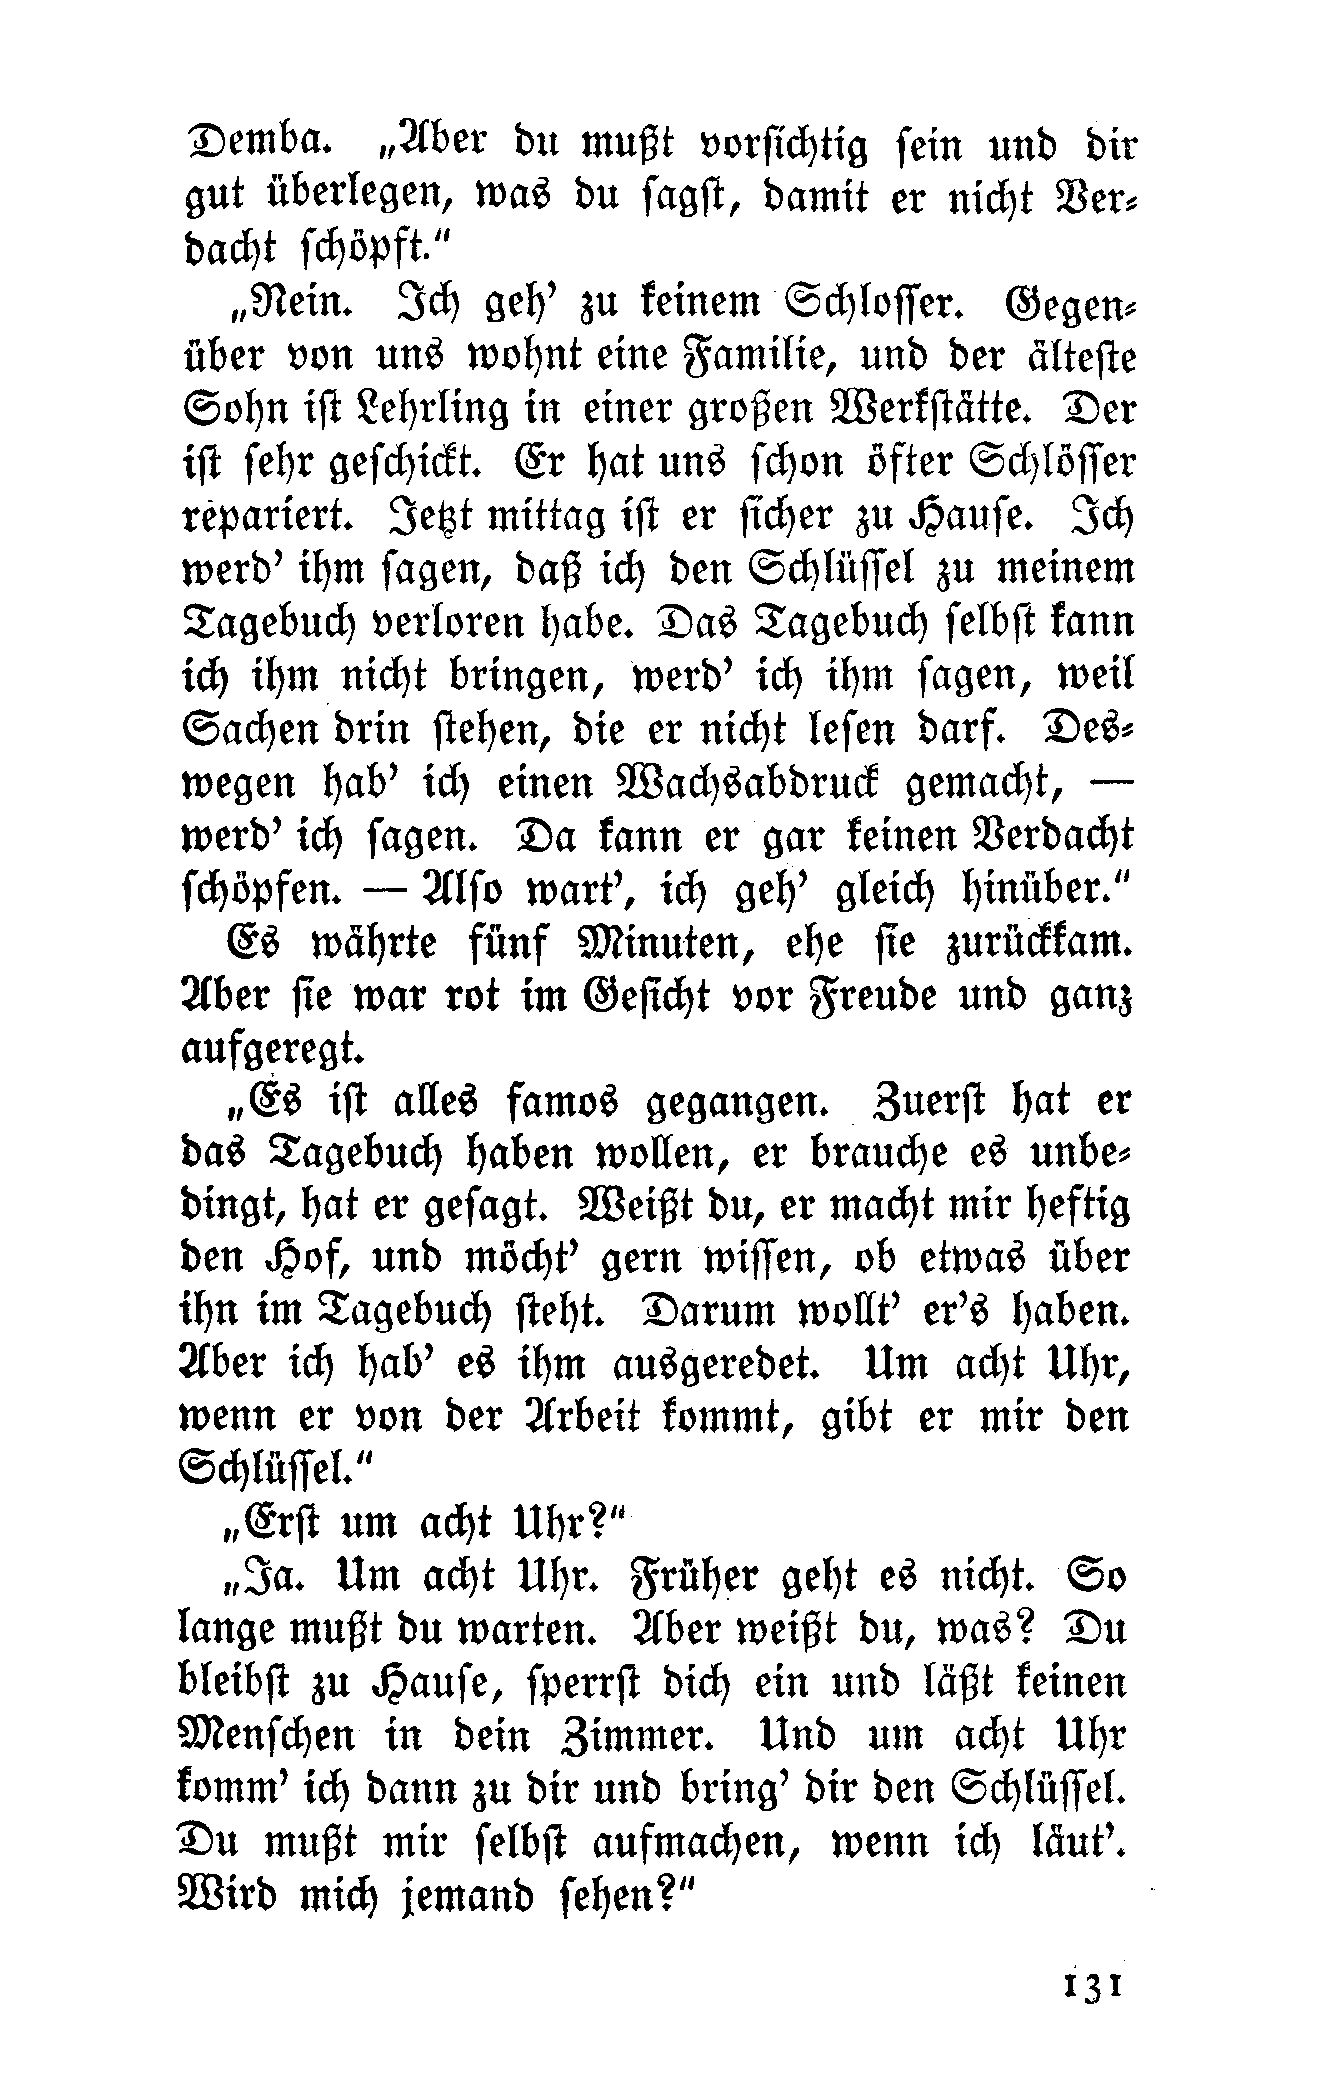 Demba. „Aber du mußt vorsichtig sein und dir
gut überlegen, was du sagst, damit er nicht Ver-
dacht schöpft.“
„Nein. Ich geh’ zu keinem Schlosser. Gegen-
über von uns wohnt eine Familie, und der älteste
Sohn ist Lehrling in einer großen Werkstätte. Der
ist sehr geschickt. Er hat uns schon öfter Schlösser
repariert. Jetzt mittag ist er sicher zu Hause. Ich
werd’ ihm sagen, daß ich den Schlüssel zu meinem
Tagebuch verloren habe. Das Tagebuch selbst kann
ich ihm nicht bringen, werd’ ich ihm sagen, weil
Sachen drin stehen, die er nicht lesen darf. Des-
wegen hab’ ich einen Wachsabdruck gemacht, —
werd’ ich sagen. Da kann er gar keinen Verdacht
schöpfen. — Also wart’, ich geh’ gleich hinüber.“
Es währte fünf Minuten, ehe sie zurückkam.
Aber sie war rot im Gesicht vor Freude und ganz
aufgeregt.
„Es ist alles famos gegangen. Zuerst hat er
das Tagebuch haben wollen, er brauche es unbe-
dingt, hat er gesagt. Weißt du, er macht mir heftig
den Hof, und möcht’ gern wissen, ob etwas über
ihn im Tagebuch steht. Darum wollt’ er’s haben.
Aber ich hab’ es ihm ausgeredet. Um acht Uhr,
wenn er von der Arbeit kommt, gibt er mir den
Schlüssel.“
„Erst um acht Uhr?“
„Ja. Um acht Uhr. Früher geht es nicht. So
lange mußt du warten. Aber weißt du, was? Du
bleibst zu Hause, sperrst dich ein und läßt keinen
Menschen in dein Zimmer. Und um acht Uhr
komm’ ich dann zu dir und bring’ dir den Schlüssel.
Du mußt mir selbst aufmachen, wenn ich läut’.
Wird mich jemand sehen?“
131